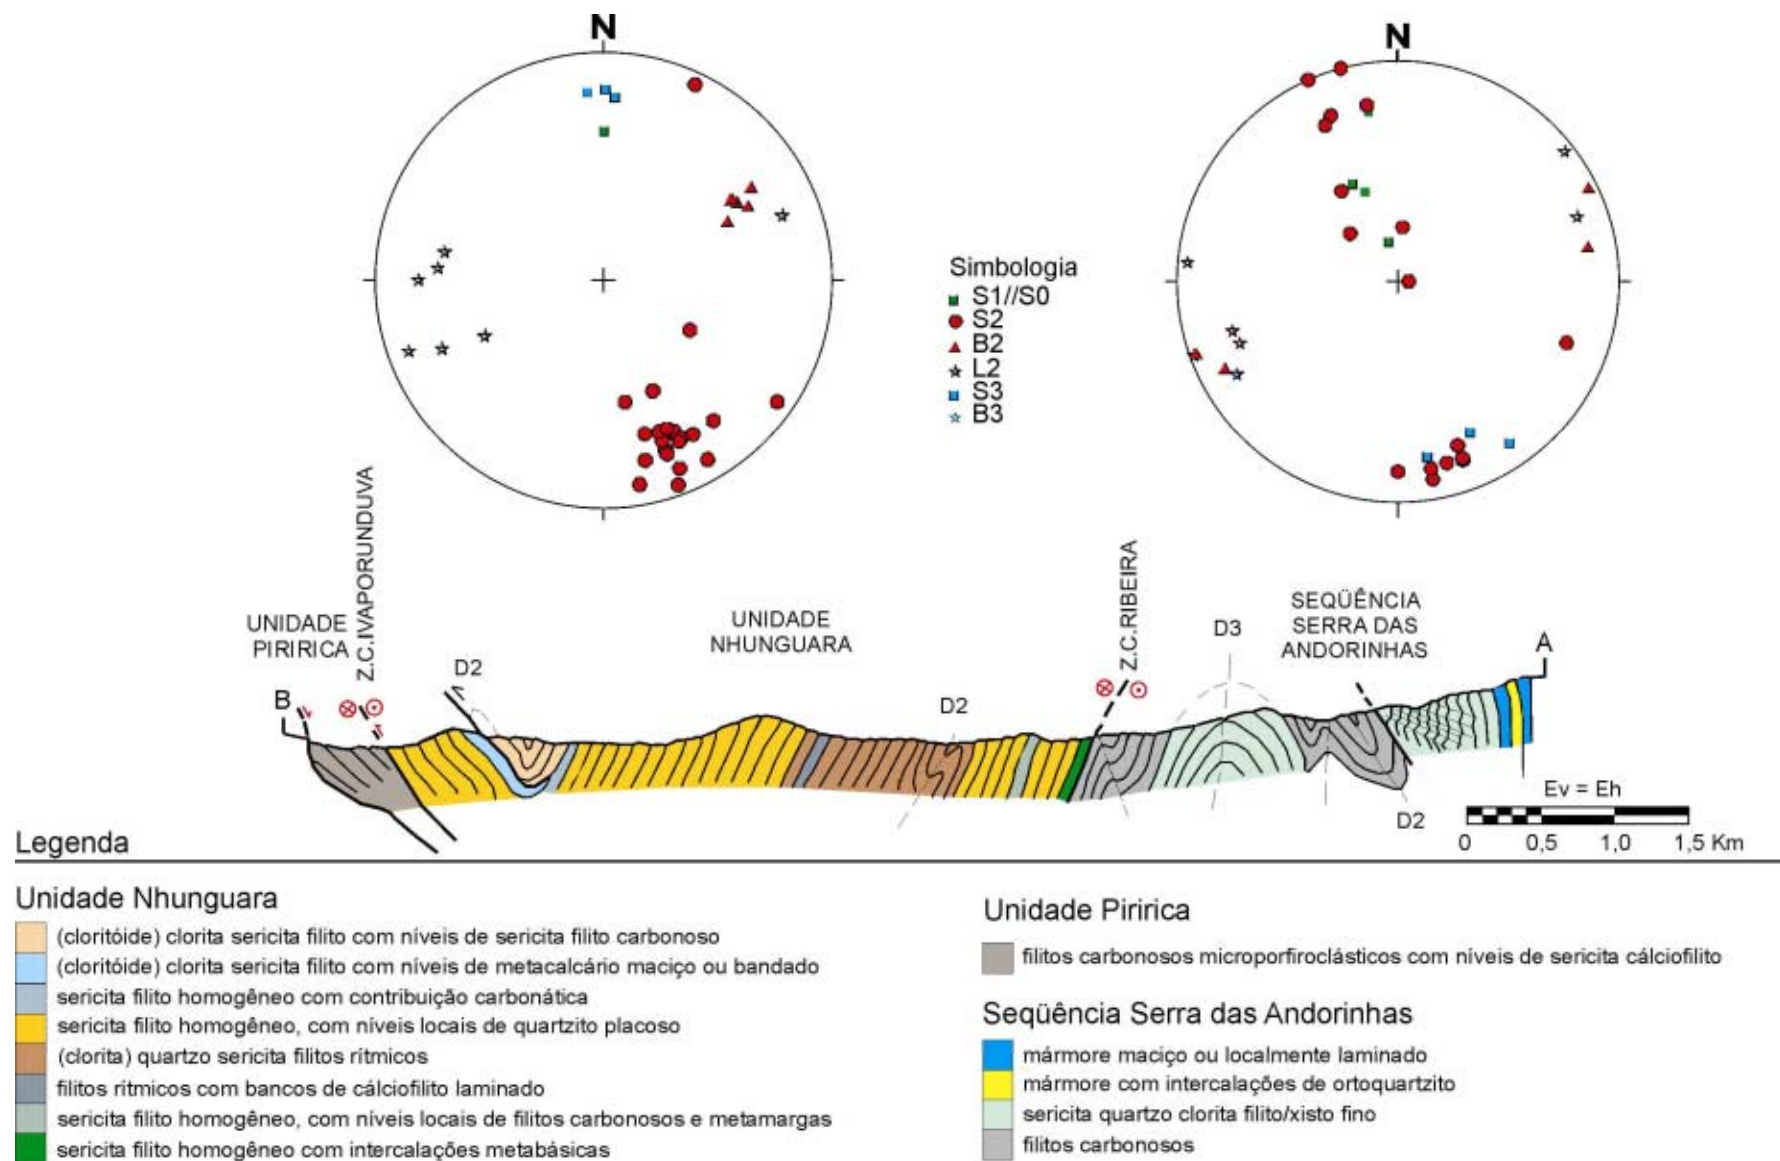 N
N
Simbologia
S1//S0
S2
B2
L2
S3
B3
UNIDADE
PIRIRICA
Z.C.IVAPORUNDUVA
D2
UNIDADE
NHUNGUARA
Z.C.RIBEIRA
D3
SEQÜÊNCIA
SERRA DAS
ANDORINHAS
A
B
D2
D2
Ev = Eh
0 0,5 1,0 1,5 Km
Legenda
Unidade Nhunguara
(cloritóide) clorita sericita filito com níveis de sericita filito carbonoso
(cloritóide) clorita sericita filito com níveis de metacalcário maciço ou bandado
sericita filito homogêneo com contribuição carbonática
sericita filito homogêneo, com níveis locais de quartzito placoso
(clorita) quartzo sericita filitos rítmicos
filitos rítmicos com bancos de cálciofilito laminado
sericita filito homogêneo, com níveis locais de filitos carbonosos e metamargas
sericita filito homogêneo com intercalações metabásicas
Unidade Piririca
filitos carbonosos microporfiroclásticos com níveis de sericita cálciofilito
Seqüência Serra das Andorinhas
mármore maciço ou localmente laminado
mármore com intercalações de ortoquartzito
sericita quartzo clorita filito/xisto fino
filitos carbonosos